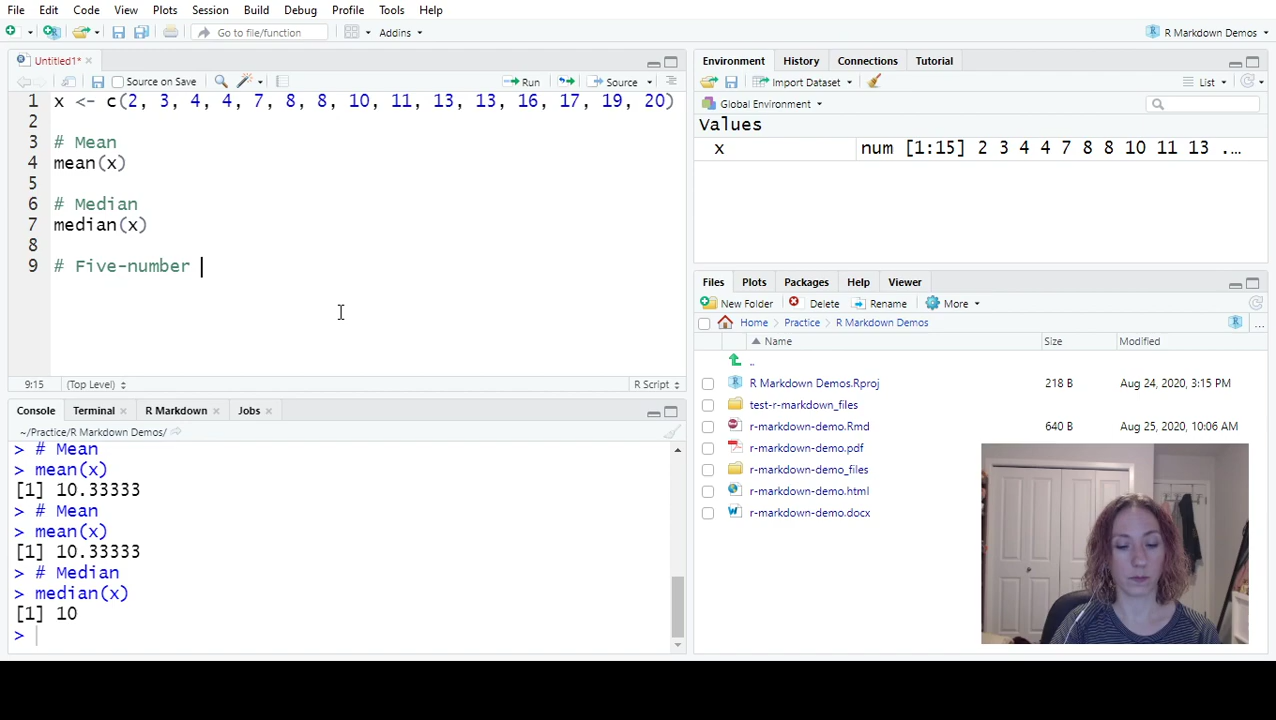 File Edit Code View Plots Session Build Debug Profile Tools Help
Go to file/function Addins R Markdown Demos
Untitled1*
Source on Save Run Source
1 x <- c(2, 3, 4, 4, 7, 8, 8, 10, 11, 13, 13, 16, 17, 19, 20)
2
3 # Mean
4 mean(x)
5
6 # Median
7 median(x)
8
9 # Five-number
9:15 (Top Level) R Script
Console Terminal R Markdown Jobs
~/Practice/R Markdown Demos/
> # Mean
> mean(x)
[1] 10.33333
> # Mean
> mean(x)
[1] 10.33333
> # Median
> median(x)
[1] 10
>
Environment History Connections Tutorial
Import Dataset List
Global Environment
Values
x num [1:15] 2 3 4 4 7 8 8 10 11 13 ...
Files Plots Packages Help Viewer
New Folder Delete Rename More
Home Practice R Markdown Demos ...
Name Size Modified
..
R Markdown Demos.Rproj 218 B Aug 24, 2020, 3:15 PM
test-r-markdown_files
r-markdown-demo.Rmd 640 B Aug 25, 2020, 10:06 AM
r-markdown-demo.pdf
r-markdown-demo_files
r-markdown-demo.html
r-markdown-demo.docx